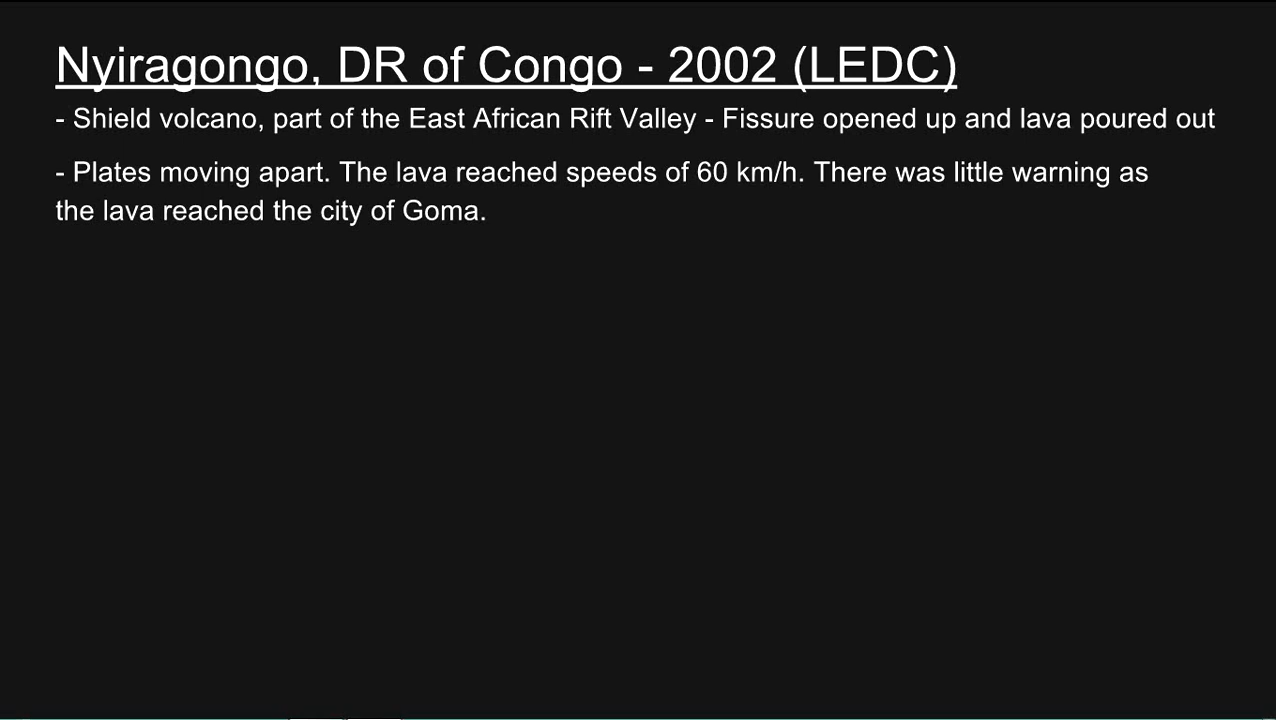 Nyiragongo, DR of Congo - 2002 (LEDC)
- Shield volcano, part of the East African Rift Valley - Fissure opened up and lava poured out
- Plates moving apart. The lava reached speeds of 60 km/h. There was little warning as
the lava reached the city of Goma.